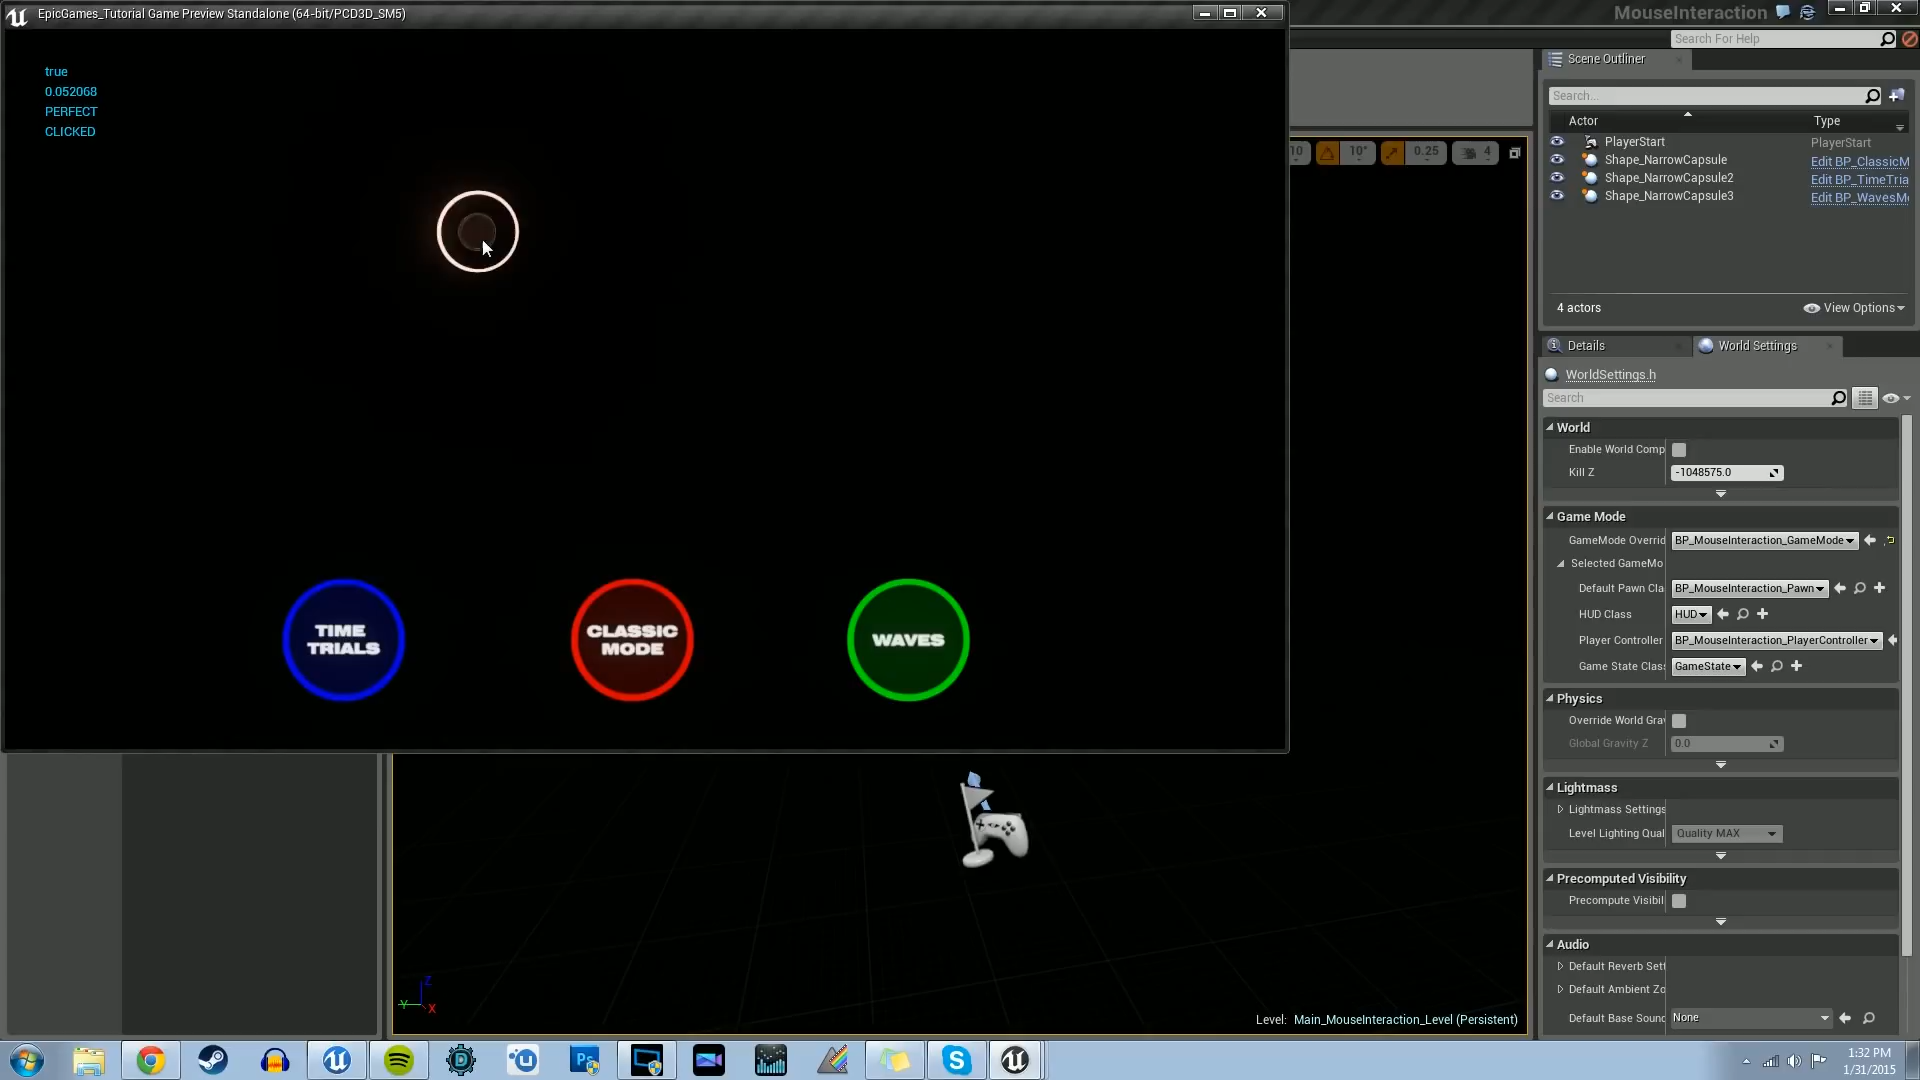 EpicGames_Tutorial Game Preview Standalone (64-bit/PCD3D_SM5)
MouseInteraction
Search For Help
true
0.052068
PERFECT
CLICKED
TIME
TRIALS
CLASSIC
MODE
WAVES
10
10°
0.25
4
Scene Outliner
Search...
Actor
Type
PlayerStart
PlayerStart
Shape_NarrowCapsule
Edit BP_ClassicM
Shape_NarrowCapsule2
Edit BP_TimeTria
Shape_NarrowCapsule3
Edit BP_WavesM
4 actors
View Options
Details
World Settings
WorldSettings.h
Search
World
Enable World Comp
Kill Z
-1048575.0
Game Mode
GameMode Overrid
BP_MouseInteraction_GameMode
Selected GameMo
Default Pawn Cla
BP_MouseInteraction_Pawn
HUD Class
HUD
Player Controller
BP_MouseInteraction_PlayerController
Game State Clas
GameState
Physics
Override World Gra
Global Gravity Z
0.0
Lightmass
Lightmass Settings
Level Lighting Qual
Quality MAX
Precomputed Visibility
Precompute Visibil
Audio
Default Reverb Sett
Default Ambient Zo
Default Base Soun
None
Z
Y
X
Level: Main_MouseInteraction_Level (Persistent)
1:32 PM
1/31/2015